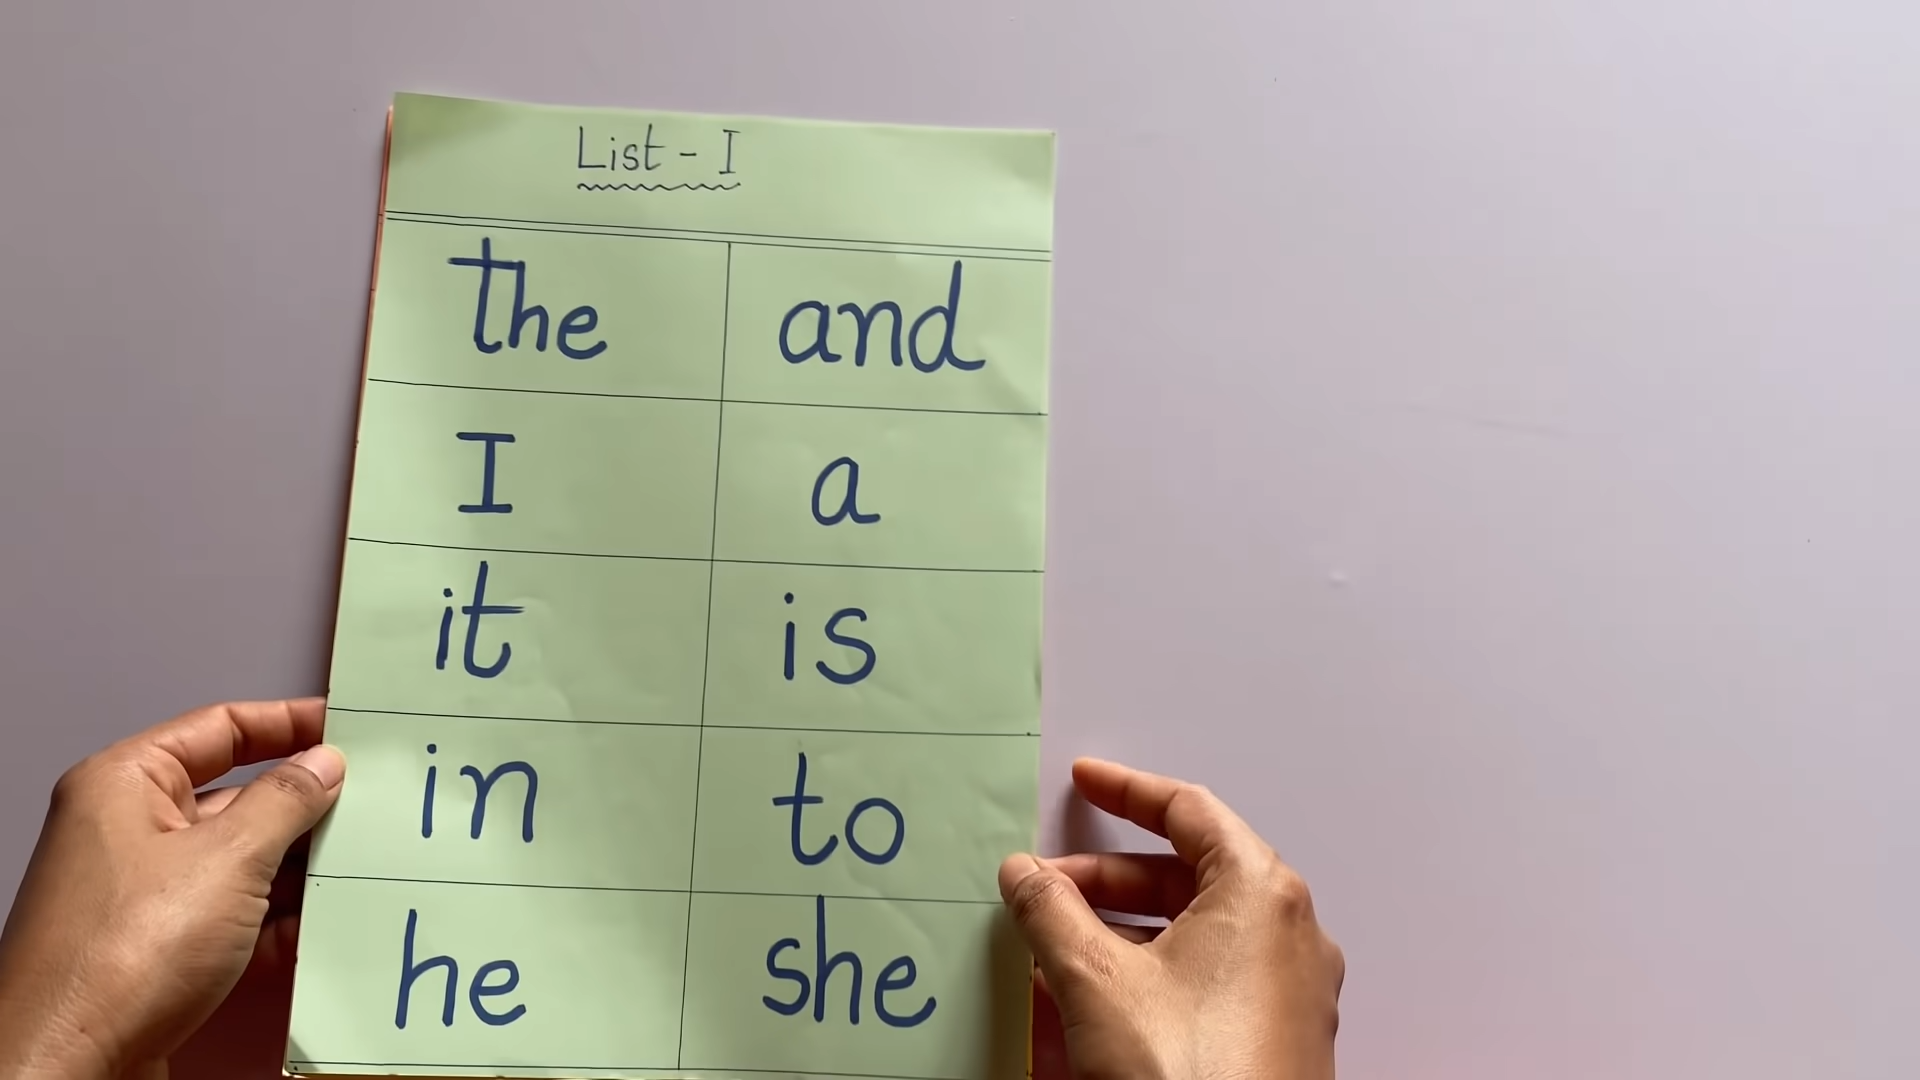 List - I
the and
I a
it is
in to
he she